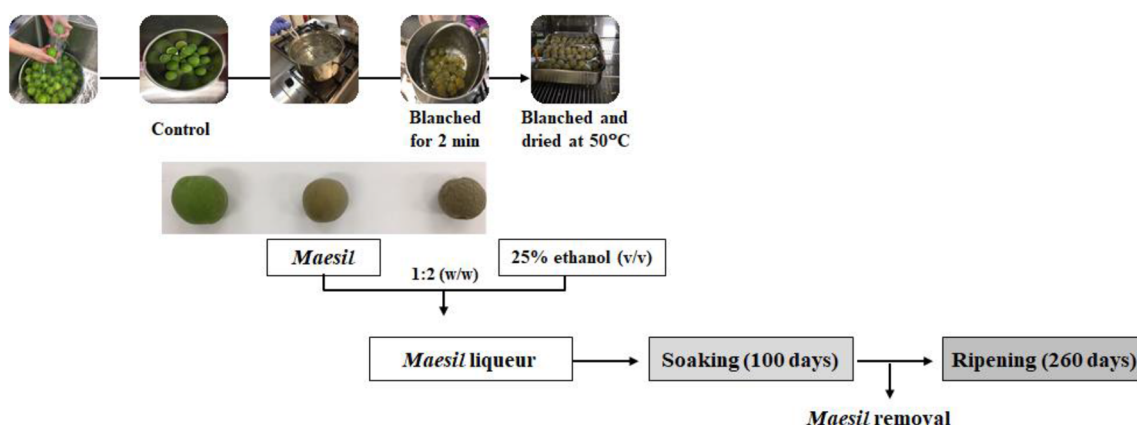 Control
Blanched
for 2 min
Blanched and
dried at 50°C
Maesil
1:2 (w/w)
25% ethanol (v/v)
Maesil liqueur
Soaking (100 days)
Ripening (260 days)
Maesil removal